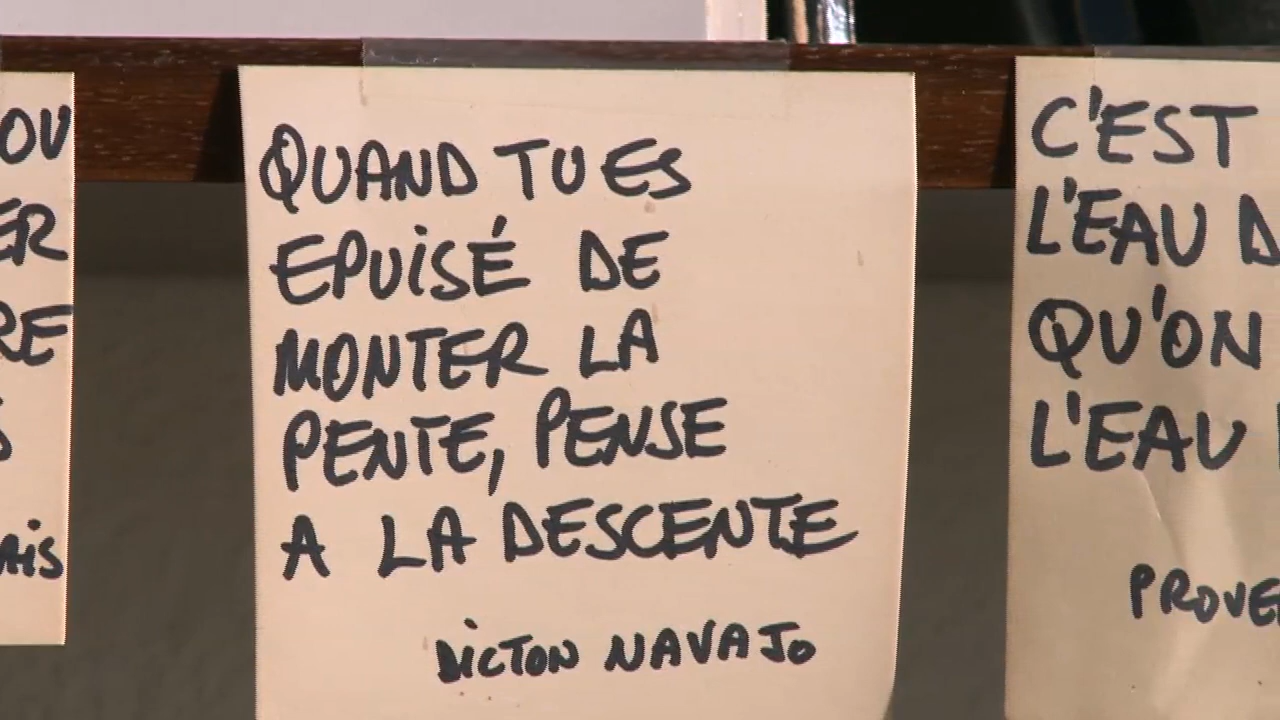 QUAND TU ES
EPUiSÉ DE
MONTER LA
PENTE, PENSE
A LA DESCENTE
DiCTON NAVAJO
C'EST
L'EAU
QU'ON
L'EAU